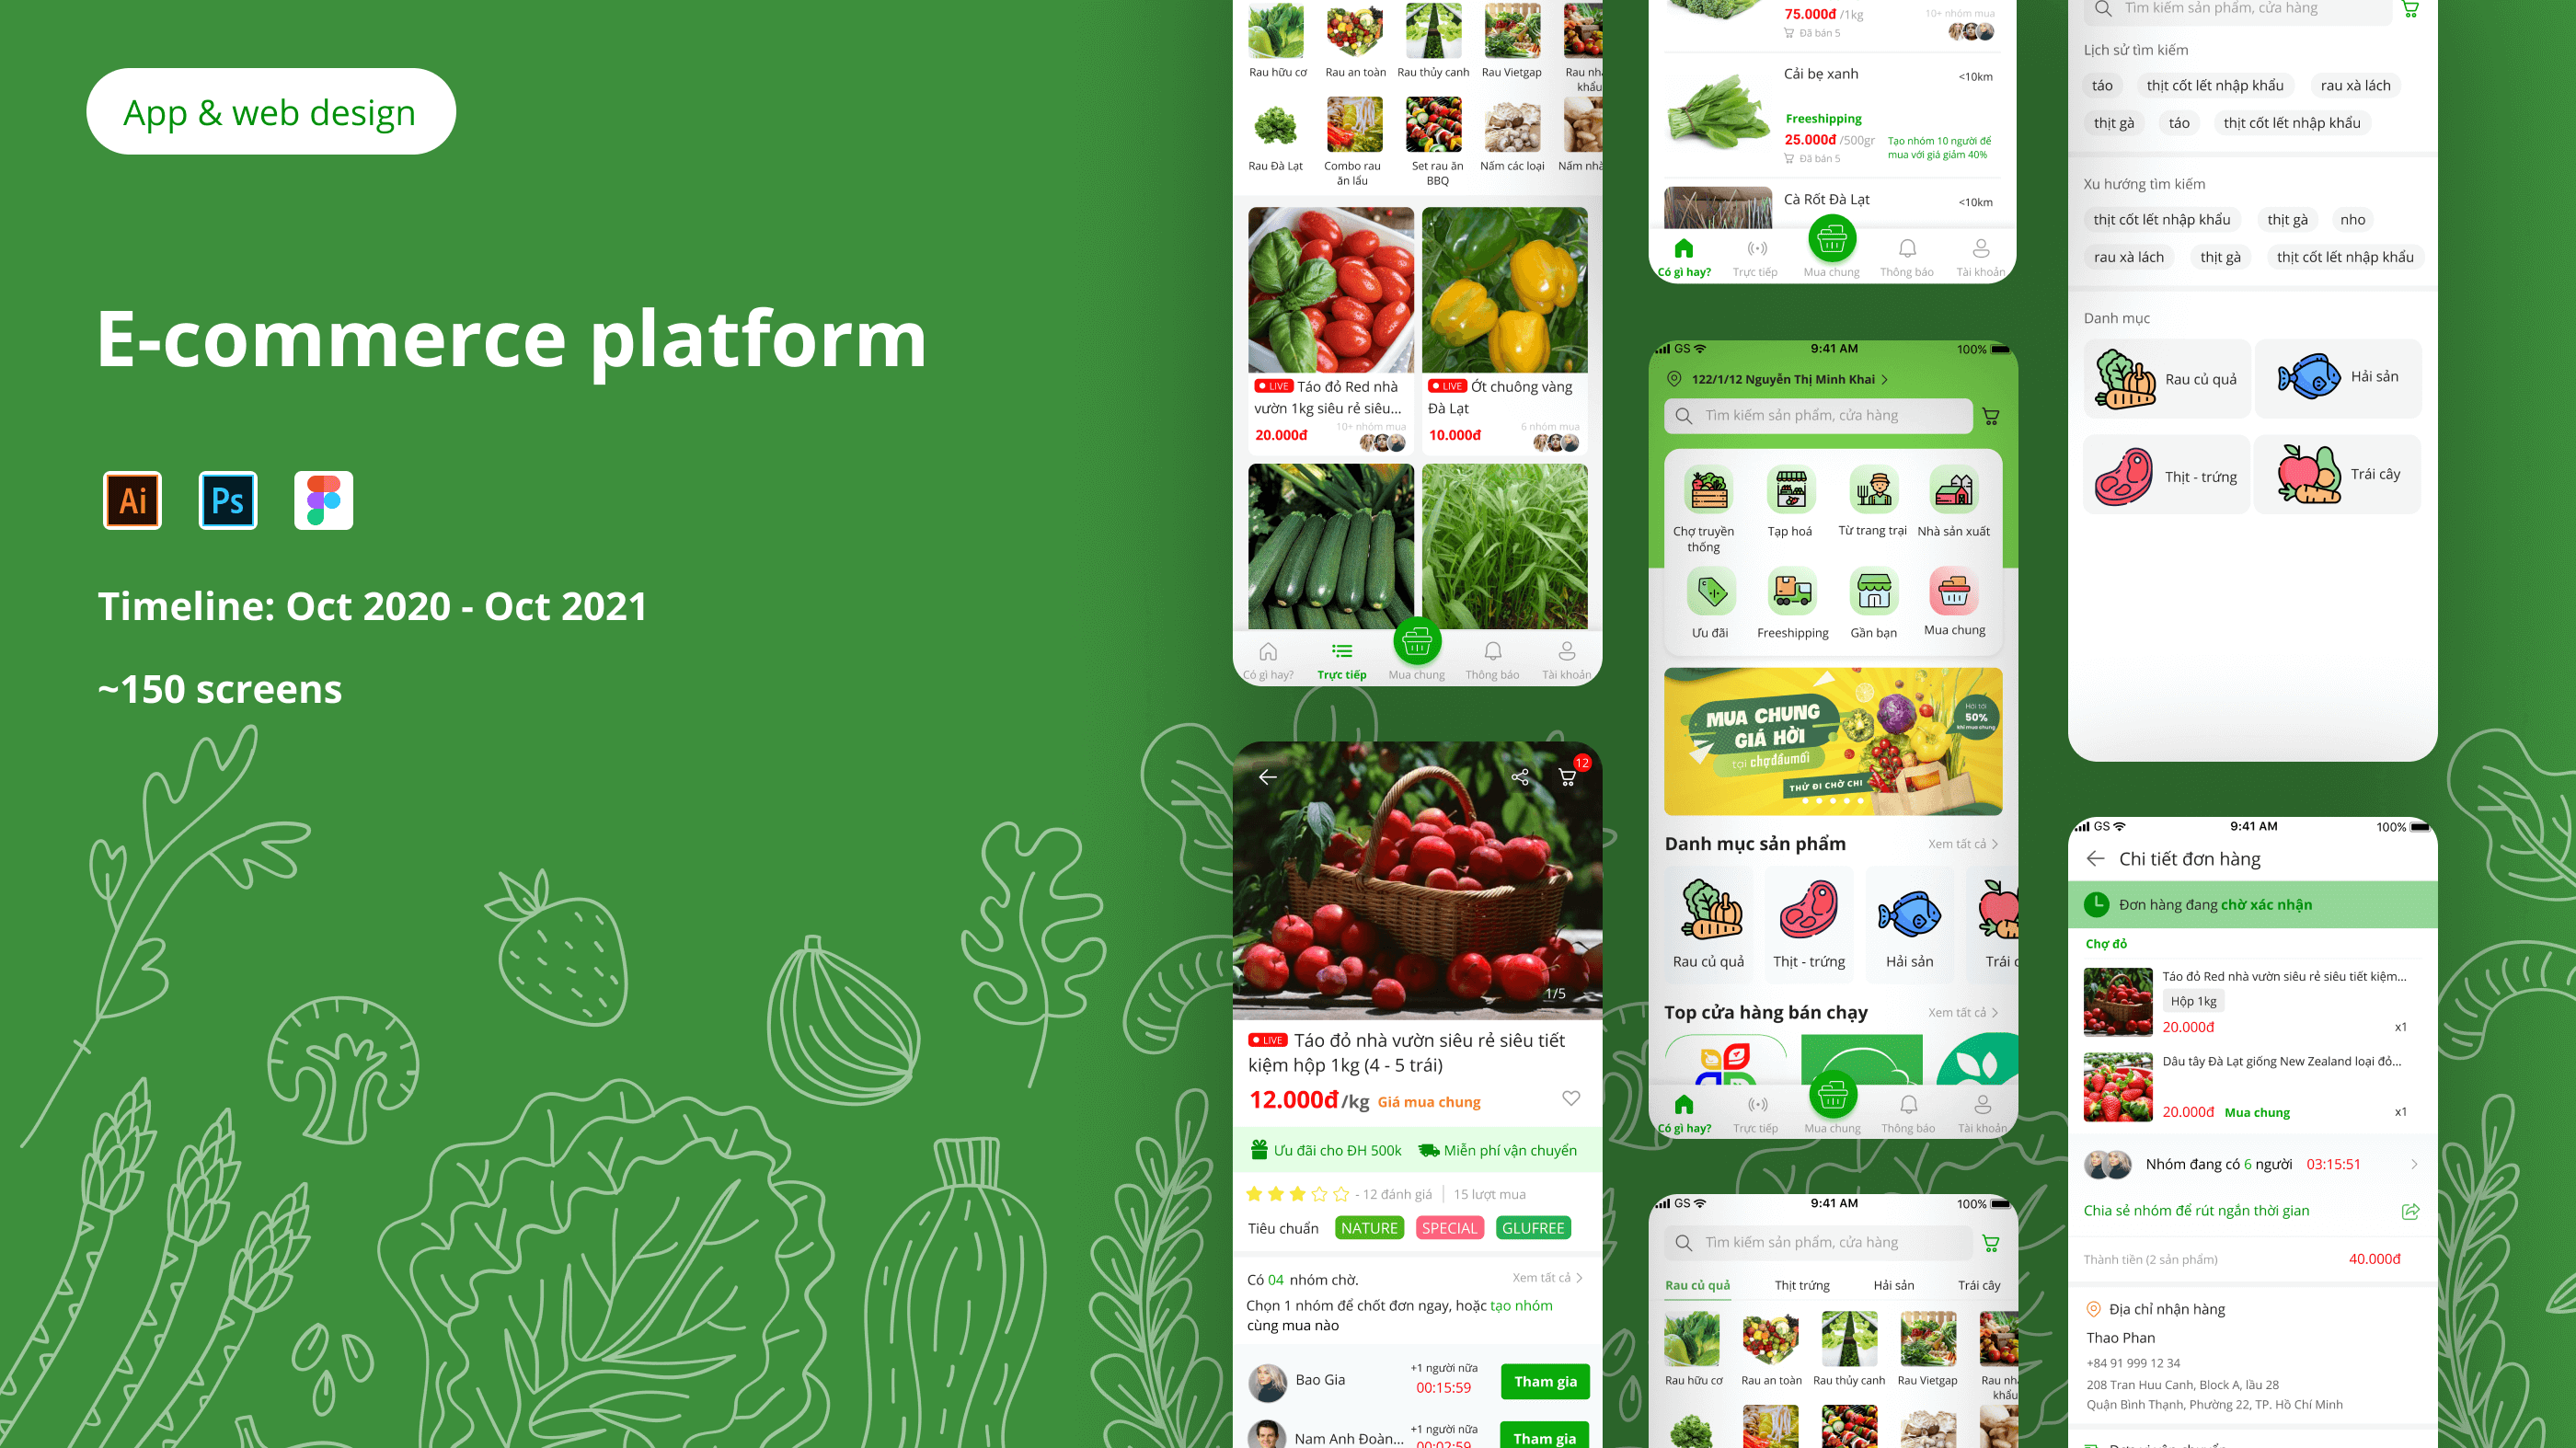 App & web design
E-commerce platform
Ai
Ps
Timeline: Oct 2020 - Oct 2021
~150 screens
Rau hữu cơ
Rau an toàn
Rau thủy canh
Rau Vietgap
Rau nh
khẩu
Rau Đà Lạt
Combo rau
ăn lẩu
Set rau ăn
BBQ
Nấm các loại
Nấm nh
LIVE Táo đỏ Red nhà
vườn 1kg siêu rẻ siêu...
10+ nhóm mua
20.000đ
LIVE Ớt chuông vàng
Đà Lạt
6 nhóm mua
10.000đ
Có gì hay?
Trực tiếp
Mua chung
Thông báo
Tài khoản
12
1/5
LIVE Táo đỏ nhà vườn siêu rẻ siêu tiết
kiệm hộp 1kg (4 - 5 trái)
12.000đ/kg Giá mua chung
Ưu đãi cho ĐH 500k
Miễn phí vận chuyển
- 12 đánh giá
15 lượt mua
Tiêu chuẩn
NATURE
SPECIAL
GLUFREE
Có 04 nhóm chờ.
Xem tất cả
Chọn 1 nhóm để chốt đơn ngay, hoặc tạo nhóm
cùng mua nào
Bao Gia
+1 người nữa
00:15:59
Tham gia
Nam Anh Đoàn...
+1 người nữa
00:02:59
Tham gia
75.000đ /1kg
10+ nhóm mua
Đã bán 5
Cải bẹ xanh
<10km
Freeshipping
25.000đ /500gr
Tạo nhóm 10 người để
mua với giá giảm 40%
Đã bán 5
Cà Rốt Đà Lạt
<10km
Có gì hay?
Trực tiếp
Mua chung
Thông báo
Tài khoản
GS
9:41 AM
100%
122/1/12 Nguyễn Thị Minh Khai
Tìm kiếm sản phẩm, cửa hàng
Chợ truyền
thống
Tạp hoá
Từ trang trại
Nhà sản xuất
Ưu đãi
Freeshipping
Gần bạn
Mua chung
MUA CHUNG
GIÁ HỜI
tại chợđầumối
THỬ ĐI CHỜ CHI
Hời tới
50%
khi mua chung
Danh mục sản phẩm
Xem tất cả
Rau củ quả
Thịt - trứng
Hải sản
Trái c
Top cửa hàng bán chạy
Xem tất cả
Có gì hay?
Trực tiếp
Mua chung
Thông báo
Tài khoản
GS
9:41 AM
100%
Tìm kiếm sản phẩm, cửa hàng
Rau củ quả
Thịt trứng
Hải sản
Trái cây
Rau hữu cơ
Rau an toàn
Rau thủy canh
Rau Vietgap
Rau nh
khẩu
Tìm kiếm sản phẩm, cửa hàng
Lịch sử tìm kiếm
táo
thịt cốt lết nhập khẩu
rau xà lách
thịt gà
táo
thịt cốt lết nhập khẩu
Xu hướng tìm kiếm
thịt cốt lết nhập khẩu
thịt gà
nho
rau xà lách
thịt gà
thịt cốt lết nhập khẩu
Danh mục
Rau củ quả
Hải sản
Thịt - trứng
Trái cây
GS
9:41 AM
100%
Chi tiết đơn hàng
Đơn hàng đang chờ xác nhận
Chợ đỏ
Táo đỏ Red nhà vườn siêu rẻ siêu tiết kiệm...
Hộp 1kg
20.000đ
x1
Dâu tây Đà Lạt giống New Zealand loại đỏ...
20.000đ Mua chung
x1
Nhóm đang có 6 người 03:15:51
Chia sẻ nhóm để rút ngắn thời gian
Thành tiền (2 sản phẩm)
40.000đ
Địa chỉ nhận hàng
Thao Phan
+84 91 999 12 34
208 Tran Huu Canh, Block A, lầu 28
Quận Bình Thạnh, Phường 22, TP. Hồ Chí Minh